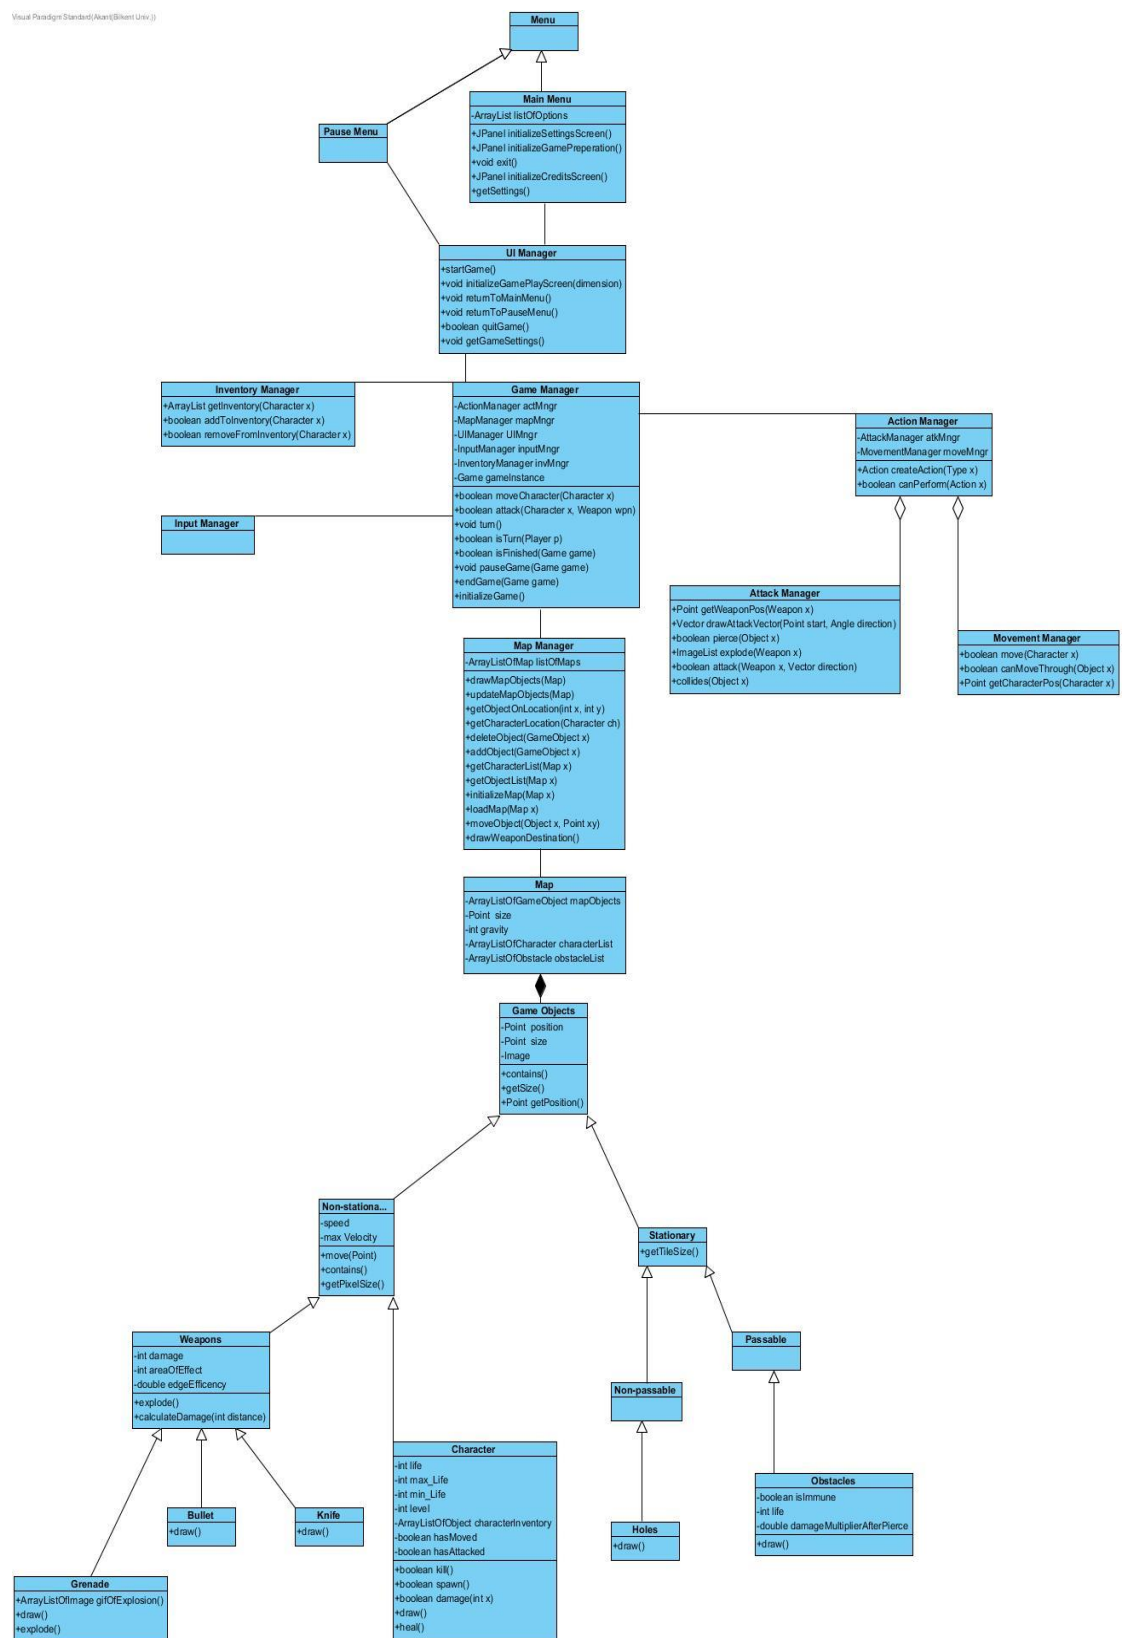 Visual Paradigm Standard(Akant(Bilkent Univ.))
Menu
Main Menu
-ArrayList listOfOptions
+JPanel initializeSettingsScreen()
+JPanel initializeGamePreperation()
+void exit()
+JPanel initializeCreditsScreen()
+getSettings()
Pause Menu
UI Manager
+startGame()
+void initializeGamePlayScreen(dimension)
+void returnToMainMenu()
+void returnToPauseMenu()
+boolean quitGame()
+void getGameSettings()
Inventory Manager
+ArrayList getInventory(Character x)
+boolean addToInventory(Character x)
+boolean removeFromInventory(Character x)
Game Manager
-ActionManager actMngr
-MapManager mapMngr
-UIManager UIMngr
-InputManager inputMngr
-InventoryManager invMngr
-Game gameInstance
+boolean moveCharacter(Character x)
+boolean attack(Character x, Weapon wpn)
+void turn()
+boolean isTurn(Player p)
+boolean isFinished(Game game)
+void pauseGame(Game game)
+endGame(Game game)
+initializeGame()
Action Manager
-AttackManager atkMngr
-MovementManager moveMngr
+Action createAction(Type x)
+boolean canPerform(Action x)
Input Manager
Attack Manager
+Point getWeaponPos(Weapon x)
+Vector drawAttackVector(Point start, Angle direction)
+boolean pierce(Object x)
+ImageList explode(Weapon x)
+boolean attack(Weapon x, Vector direction)
+collides(Object x)
Movement Manager
+boolean move(Character x)
+boolean canMoveThrough(Object x)
+Point getCharacterPos(Character x)
Map Manager
-ArrayListOfMap listOfMaps
+drawMapObjects(Map)
+updateMapObjects(Map)
+getObjectOnLocation(int x, int y)
+getCharacterLocation(Character ch)
+deleteObject(GameObject x)
+addObject(GameObject x)
+getCharacterList(Map x)
+getObjectList(Map x)
+initializeMap(Map x)
+loadMap(Map x)
+moveObject(Object x, Point xy)
+drawWeaponDestination()
Map
-ArrayListOfGameObject mapObjects
-Point size
-int gravity
-ArrayListOfCharacter characterList
-ArrayListOfObstacle obstacleList
Game Objects
-Point position
-Point size
-Image
+contains()
+getSize()
+Point getPosition()
Non-stationa...
-speed
-max Velocity
+move(Point)
+contains()
+getPixelSize()
Stationary
+getTileSize()
Weapons
-int damage
-int areaOfEffect
-double edgeEfficency
+explode()
+calculateDamage(int distance)
Passable
Non-passable
Character
-int life
-int max_Life
-int min_Life
-int level
-ArrayListOfObject characterInventory
-boolean hasMoved
-boolean hasAttacked
+boolean kill()
+boolean spawn()
+boolean damage(int x)
+draw()
+heal()
Obstacles
-boolean isImmune
-int life
-double damageMultiplierAfterPierce
+draw()
Bullet
+draw()
Knife
+draw()
Holes
+draw()
Grenade
+ArrayListOfImage gifOfExplosion()
+draw()
+explode()